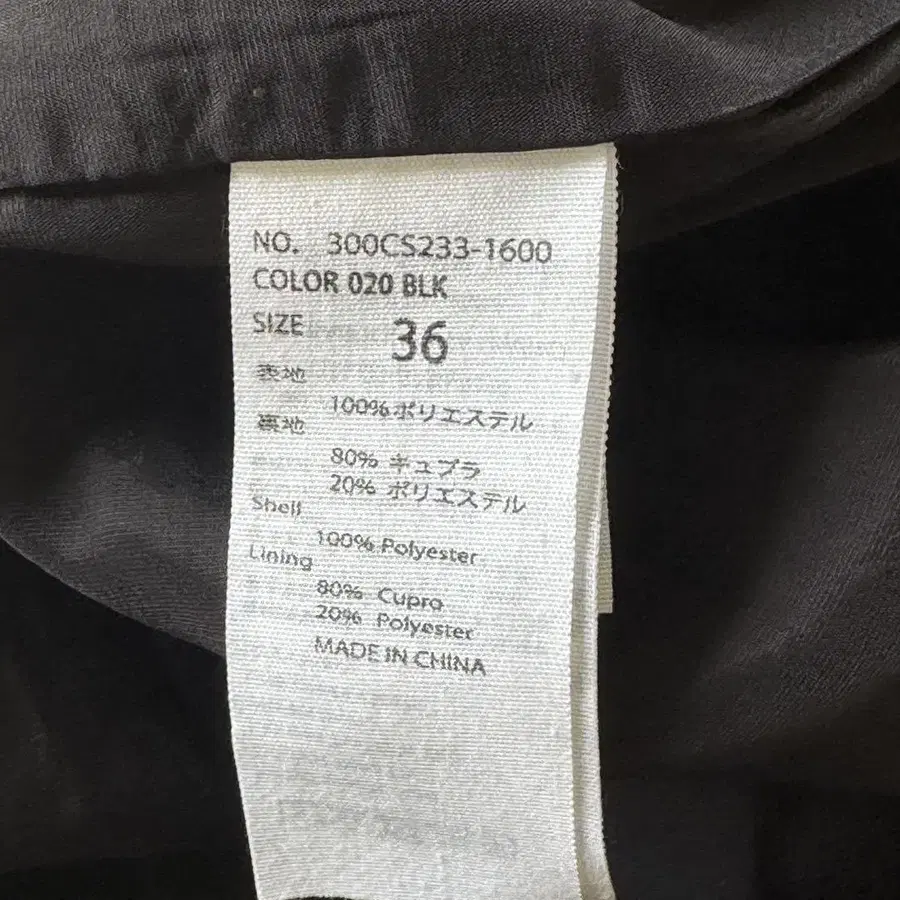 NO. 300CS233-1600
COLOR 020 BLK
SIZE 36
表地
100%ポリエステル
裏地
80% キュプラ
20% ポリエステル
Shell
100% Polyester
Lining
80% Cupro
20% Polyester
MADE IN CHINA